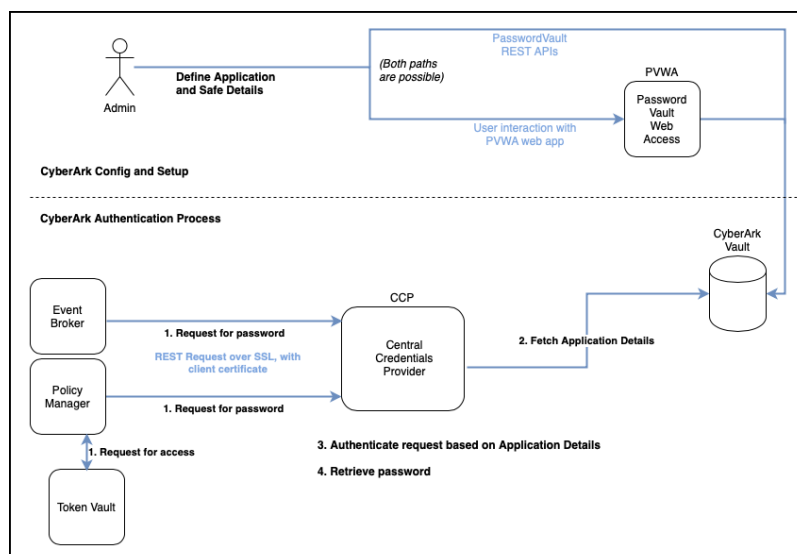 PasswordVault
REST APIs
(Both paths
are possible)
Define Application
and Safe Details
Admin
PVWA
Password
Vault
Web
Access
User interaction with
PVWA web app
CyberArk Config and Setup
CyberArk Authentication Process
CyberArk
Vault
Event
Broker
1. Request for password
CCP
Central
Credentials
Provider
2. Fetch Application Details
REST Request over SSL, with
client certificate
Policy
Manager
1. Request for password
1. Request for access
3. Authenticate request based on Application Details
4. Retrieve password
Token Vault